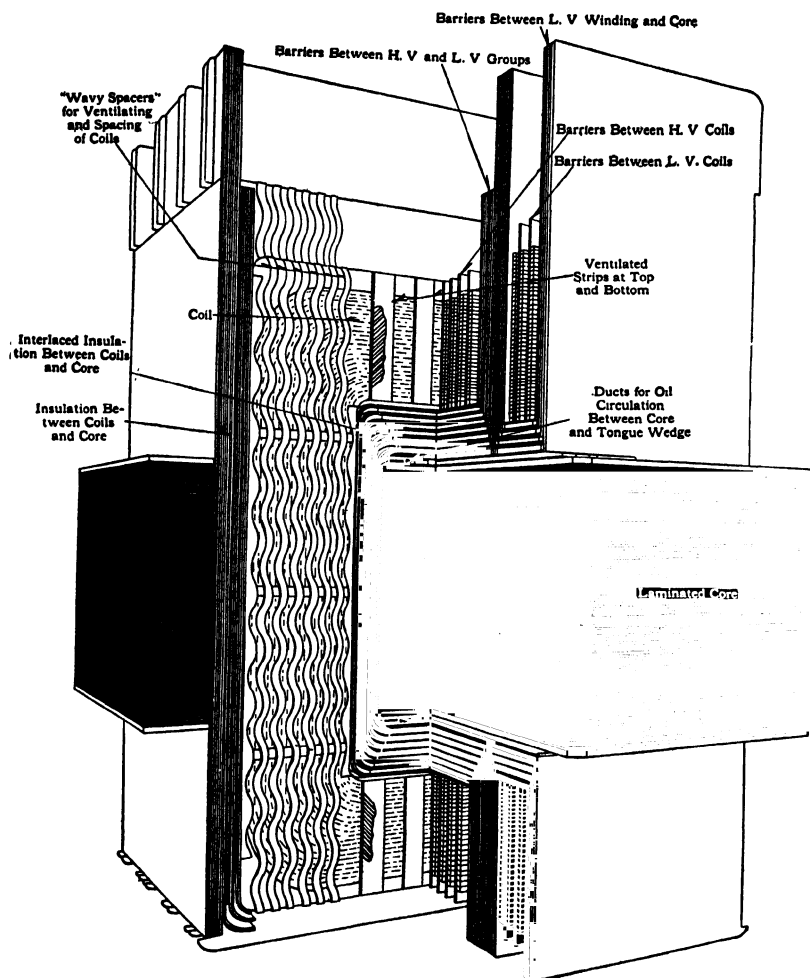 Barriers Between L. V Winding and Core
Barriers Between H. V and L. V Groups
"Wavy Spacers"
for Ventilating
and Spacing
of Coils
Barriers Between H. V Coils
Barriers Between L. V. Coils
Ventilated
Strips at Top
and Bottom
Coil
Interlaced Insula-
tion Between Coils
and Core
Insulation Be-
tween Coils
and Core
Ducts for Oil
Circulation
Between Core
and Tongue Wedge
Laminated Core